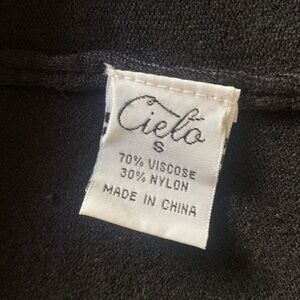 Cielo
S
70% VISCOSE
30% NYLON
MADE IN CHINA